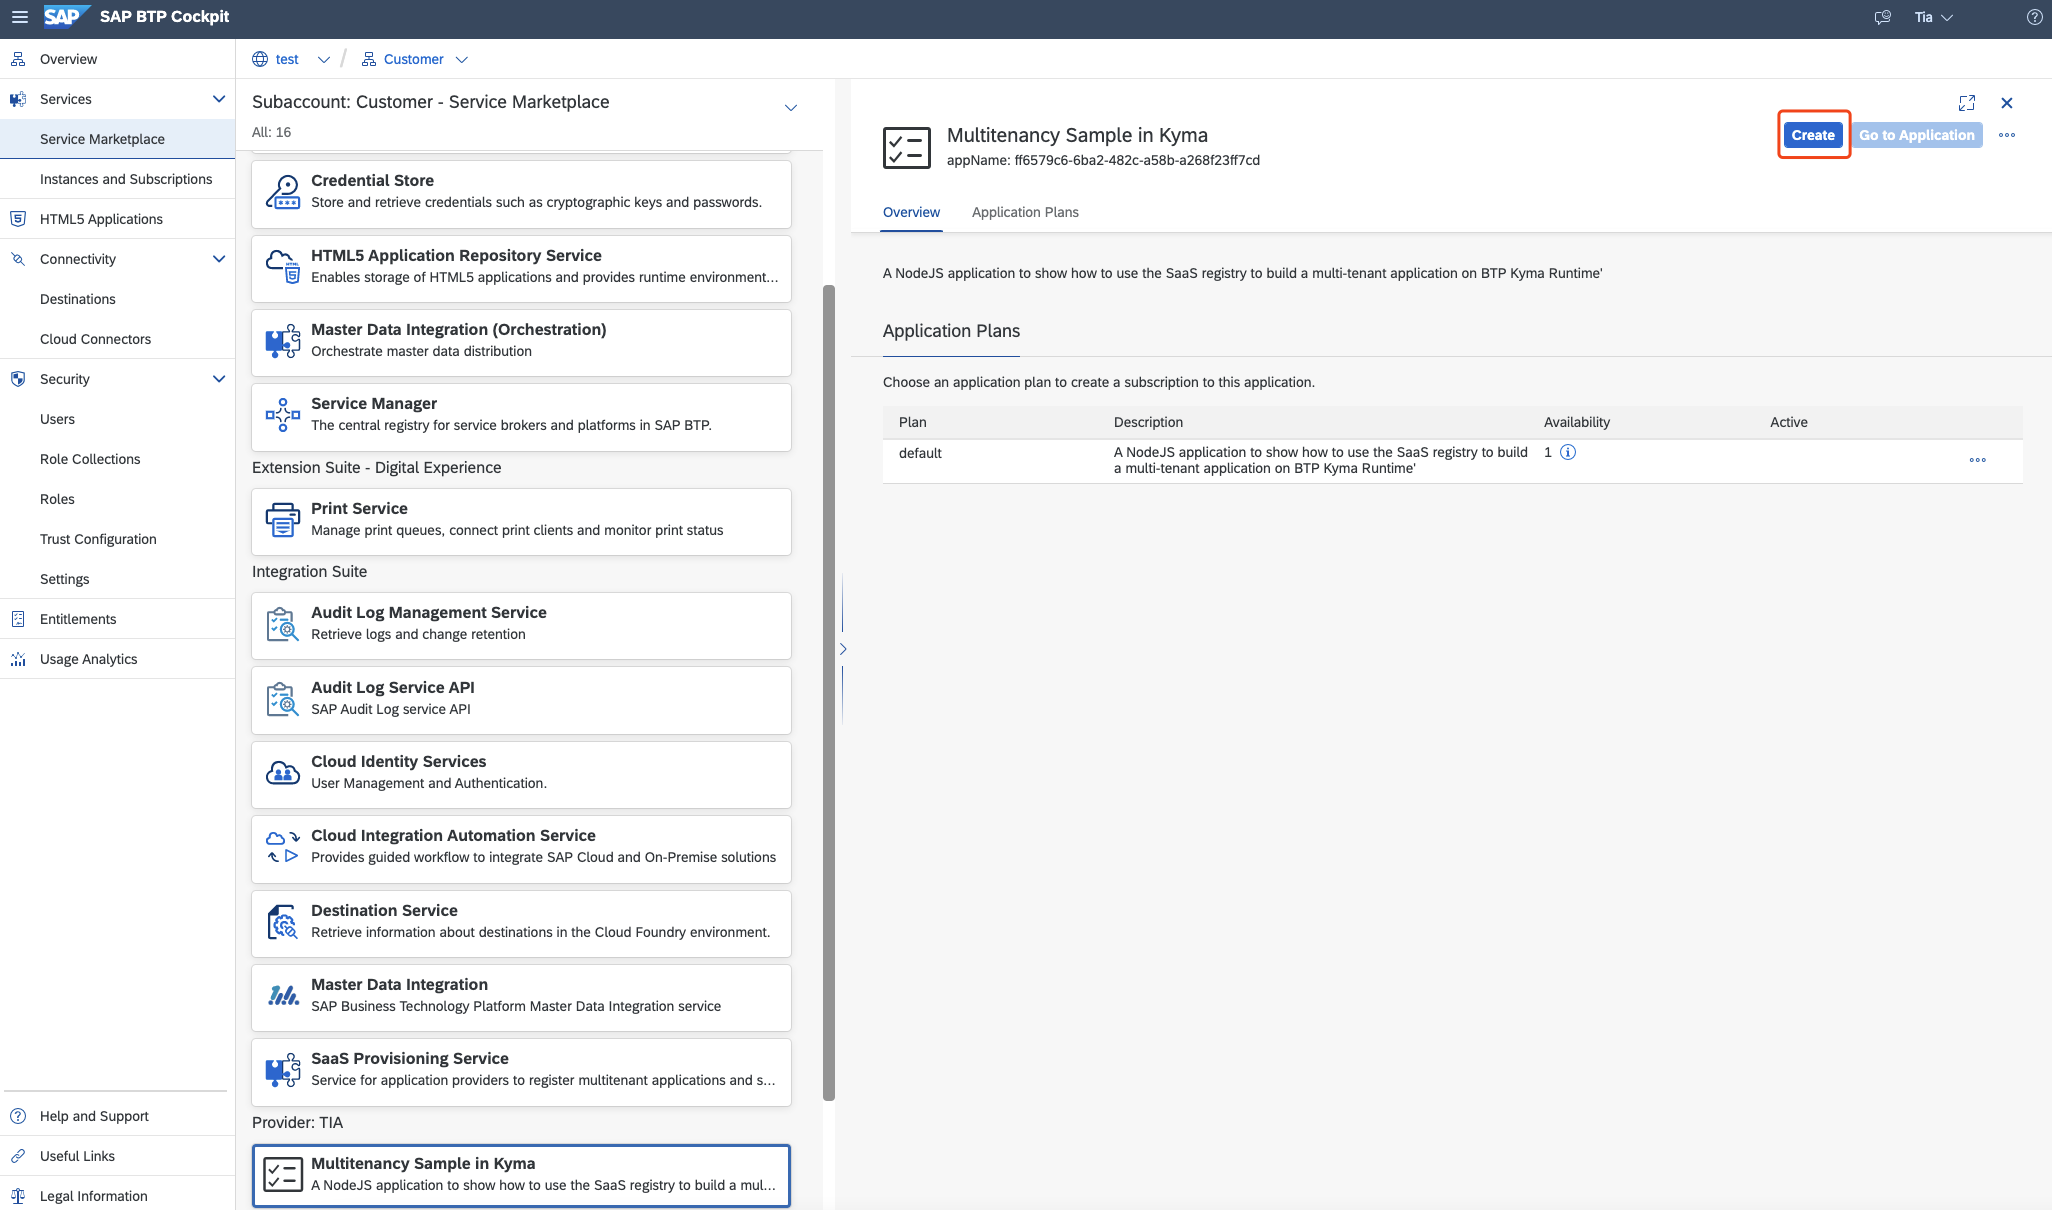 SAP SAP BTP Cockpit
Tia
Overview
Services
Service Marketplace
Instances and Subscriptions
HTML5 Applications
Connectivity
Destinations
Cloud Connectors
Security
Users
Role Collections
Roles
Trust Configuration
Settings
Entitlements
Usage Analytics
Help and Support
Useful Links
Legal Information
test / Customer
Subaccount: Customer - Service Marketplace
All: 16
Credential Store
Store and retrieve credentials such as cryptographic keys and passwords.
HTML5 Application Repository Service
Enables storage of HTML5 applications and provides runtime environment...
Master Data Integration (Orchestration)
Orchestrate master data distribution
Service Manager
The central registry for service brokers and platforms in SAP BTP.
Extension Suite - Digital Experience
Print Service
Manage print queues, connect print clients and monitor print status
Integration Suite
Audit Log Management Service
Retrieve logs and change retention
Audit Log Service API
SAP Audit Log service API
Cloud Identity Services
User Management and Authentication.
Cloud Integration Automation Service
Provides guided workflow to integrate SAP Cloud and On-Premise solutions
Destination Service
Retrieve information about destinations in the Cloud Foundry environment.
Master Data Integration
SAP Business Technology Platform Master Data Integration service
SaaS Provisioning Service
Service for application providers to register multitenant applications and s...
Provider: TIA
Multitenancy Sample in Kyma
A NodeJS application to show how to use the SaaS registry to build a mul...
Multitenancy Sample in Kyma
appName: ff6579c6-6ba2-482c-a58b-a268f23ff7cd
Create Go to Application
Overview Application Plans
A NodeJS application to show how to use the SaaS registry to build a multi-tenant application on BTP Kyma Runtime'
Application Plans
Choose an application plan to create a subscription to this application.
Plan Description Availability Active
default A NodeJS application to show how to use the SaaS registry to build 1
a multi-tenant application on BTP Kyma Runtime'